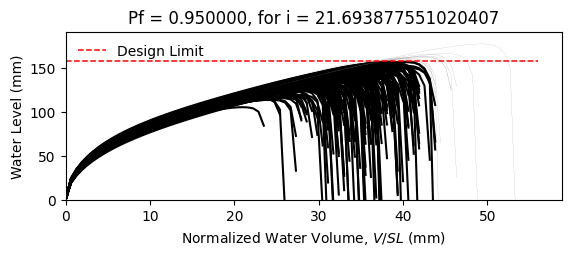 Pf = 0.950000, for i = 21.693877551020407
Design Limit
Water Level (mm)
150
100
50
0
0 10 20 30 40 50
Normalized Water Volume, V/SL (mm)